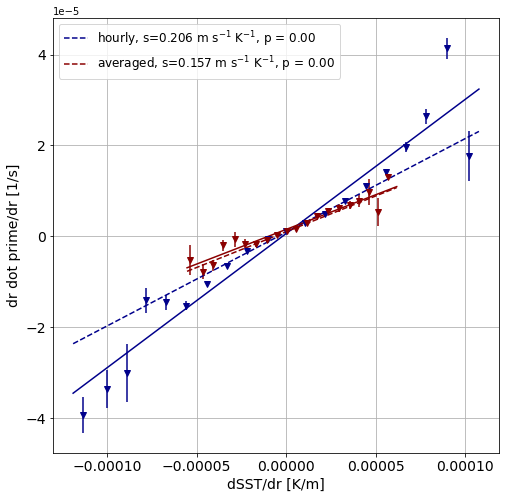 1e−5
hourly, s=0.206 m s⁻¹ K⁻¹, p = 0.00
averaged, s=0.157 m s⁻¹ K⁻¹, p = 0.00
4
2
0
−2
−4
dr dot prime/dr [1/s]
−0.00010 −0.00005 0.00000 0.00005 0.00010
dSST/dr [K/m]